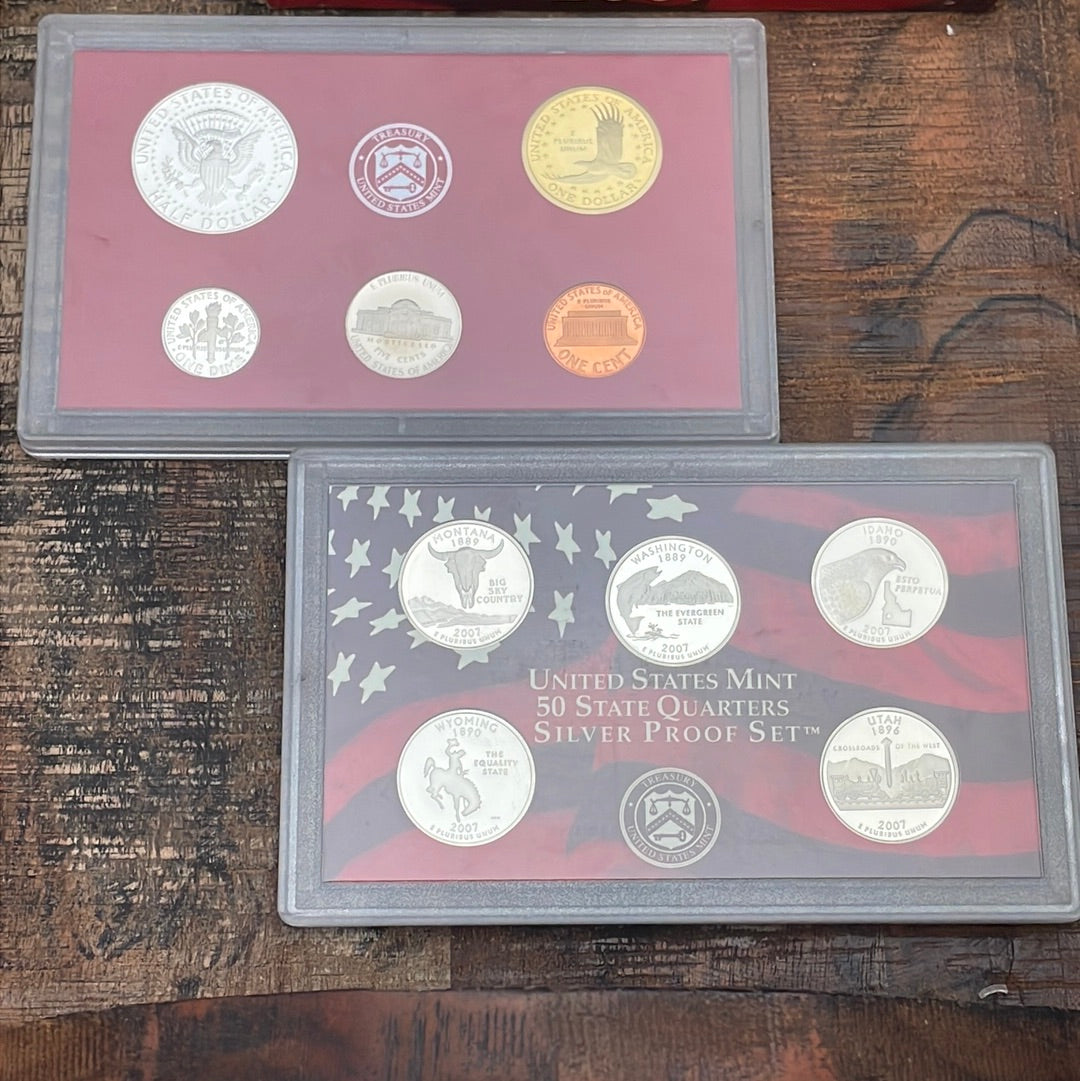 UNITED STATES OF AMERICA
HALF DOLLAR
TREASURY
UNITED STATES MINT
UNITED STATES OF AMERICA
E
PLURIBUS
UNUM
ONE DOLLAR
UNITED STATES OF AMERICA
ONE DIME
E PLURIBUS UNUM
MONTICELLO
FIVE CENTS
UNITED STATES OF AMERICA
UNITED STATES OF AMERICA
E PLURIBUS
UNUM
ONE CENT
MONTANA
1889
BIG
SKY
COUNTRY
2007
E PLURIBUS UNUM
WASHINGTON
1889
THE EVERGREEN
STATE
2007
E PLURIBUS UNUM
IDAHO
1890
ESTO
PERPETUA
2007
E PLURIBUS UNUM
UNITED STATES MINT
50 STATE QUARTERS
SILVER PROOF SET™
WYOMING
1890
THE
EQUALITY
STATE
2007
E PLURIBUS UNUM
TREASURY
UNITED STATES MINT
UTAH
1896
CROSSROADS OF THE WEST
2007
E PLURIBUS UNUM